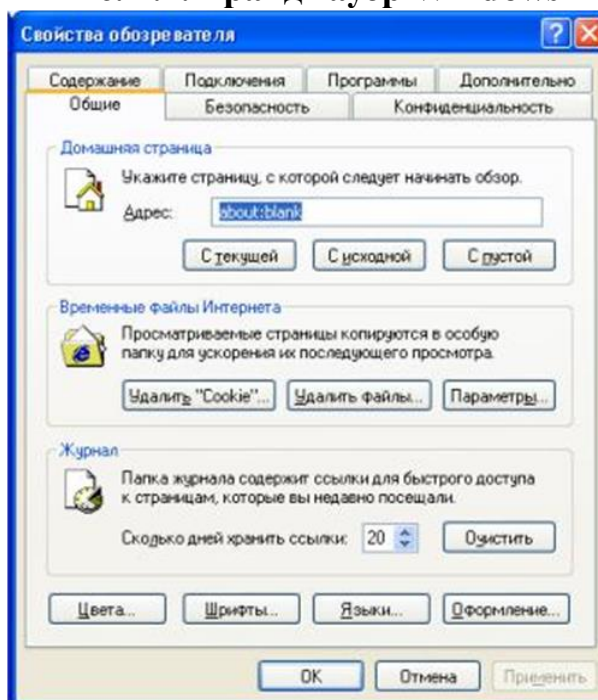 Свойства обозревателя
Содержание Подключения Программы Дополнительно
Общие Безопасность Конфиденциальность
Домашняя страница
Укажите страницу, с которой следует начинать обзор.
Адрес: about:blank
С текущей С исходной С пустой
Временные файлы Интернета
Просматриваемые страницы копируются в особую
папку для ускорения их последующего просмотра.
Удалить "Cookie"... Удалить файлы... Параметры...
Журнал
Папка журнала содержит ссылки для быстрого доступа
к страницам, которые вы недавно посещали.
Сколько дней хранить ссылки: 20 Очистить
Цвета... Шрифты... Языки... Оформление...
OK Отмена Применить